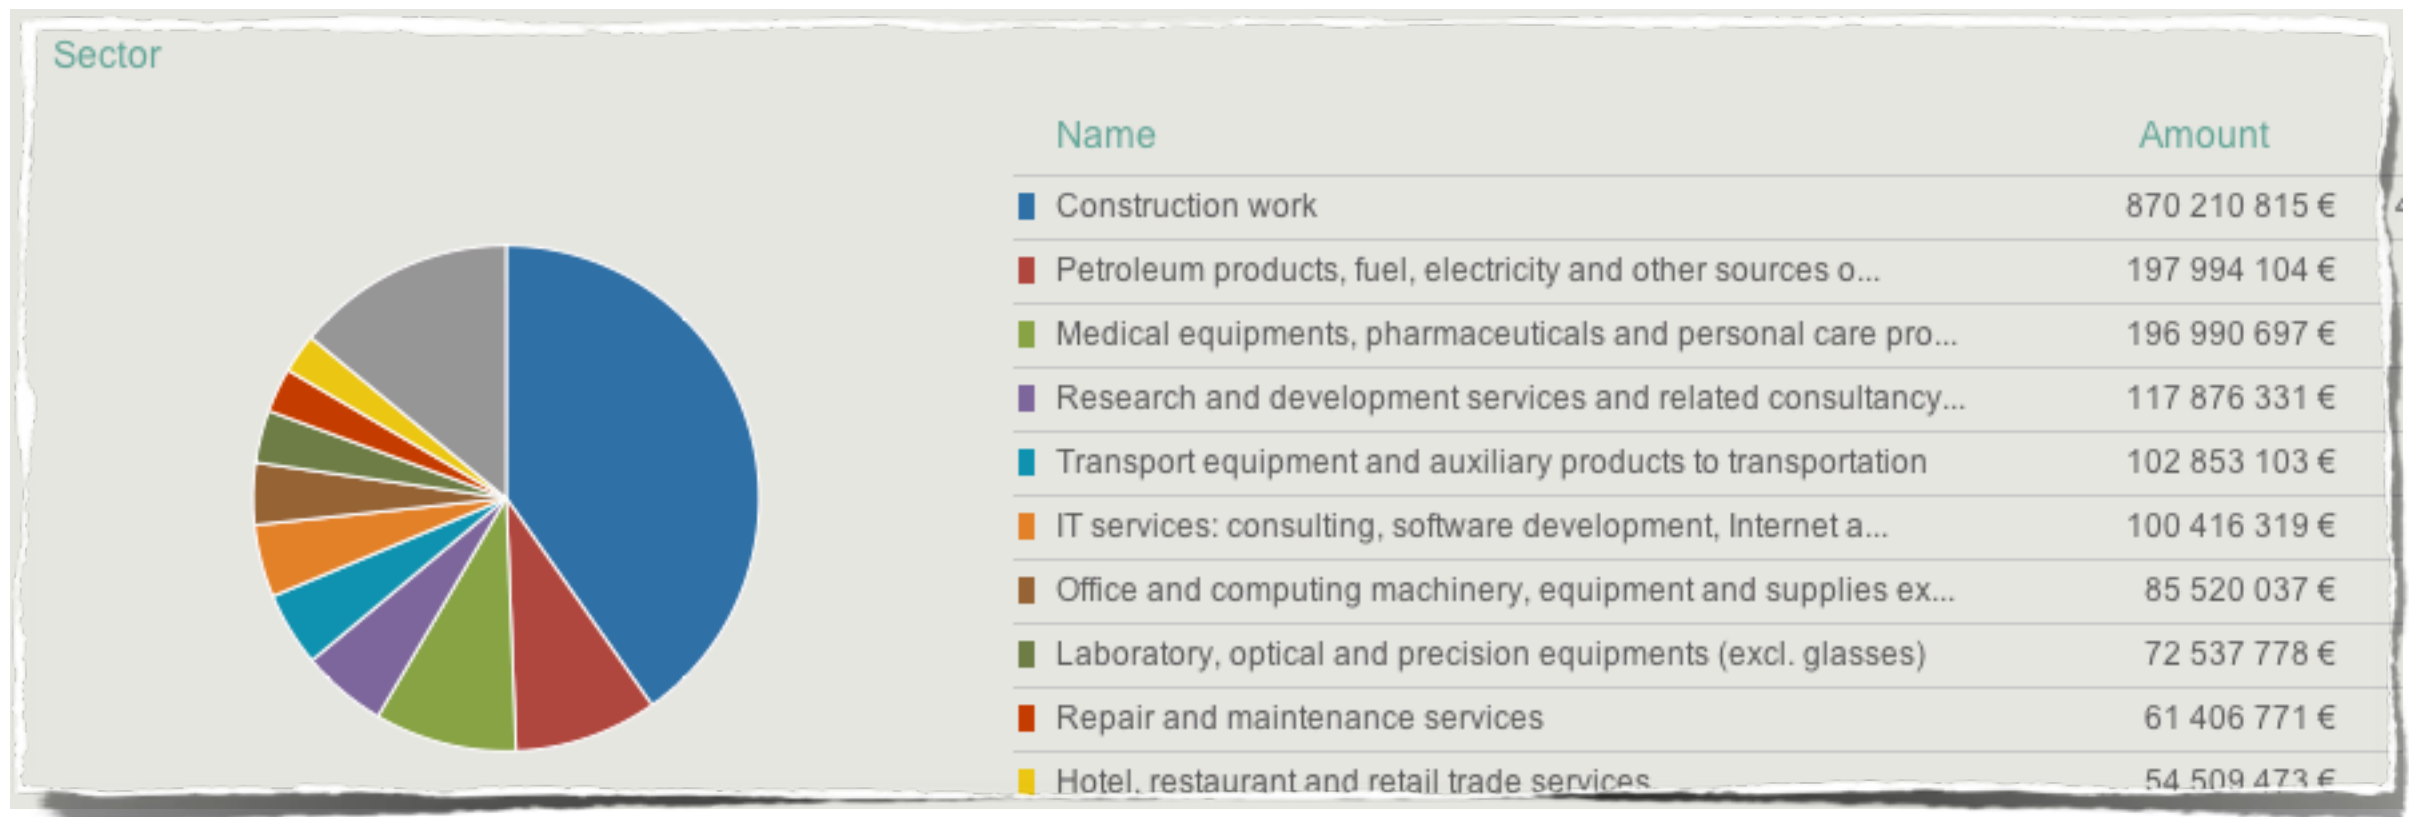 Sector
Name Amount
Construction work 870 210 815 €
Petroleum products, fuel, electricity and other sources o... 197 994 104 €
Medical equipments, pharmaceuticals and personal care pro... 196 990 697 €
Research and development services and related consultancy... 117 876 331 €
Transport equipment and auxiliary products to transportation 102 853 103 €
IT services: consulting, software development, Internet a... 100 416 319 €
Office and computing machinery, equipment and supplies ex... 85 520 037 €
Laboratory, optical and precision equipments (excl. glasses) 72 537 778 €
Repair and maintenance services 61 406 771 €
Hotel, restaurant and retail trade services 54 509 473 €